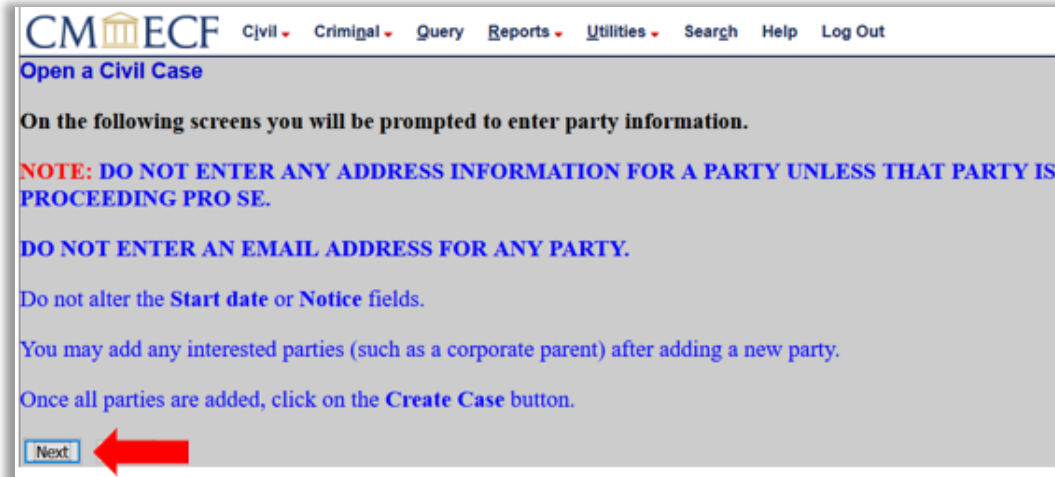 CM ECF Civil Criminal Query Reports Utilities Search Help Log Out
Open a Civil Case
On the following screens you will be prompted to enter party information.
NOTE: DO NOT ENTER ANY ADDRESS INFORMATION FOR A PARTY UNLESS THAT PARTY IS
PROCEEDING PRO SE.
DO NOT ENTER AN EMAIL ADDRESS FOR ANY PARTY.
Do not alter the Start date or Notice fields.
You may add any interested parties (such as a corporate parent) after adding a new party.
Once all parties are added, click on the Create Case button.
Next